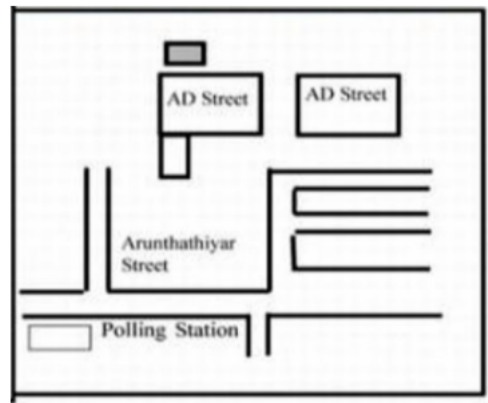 AD Street
AD Street
Arunthathiyar
Street
Polling Station